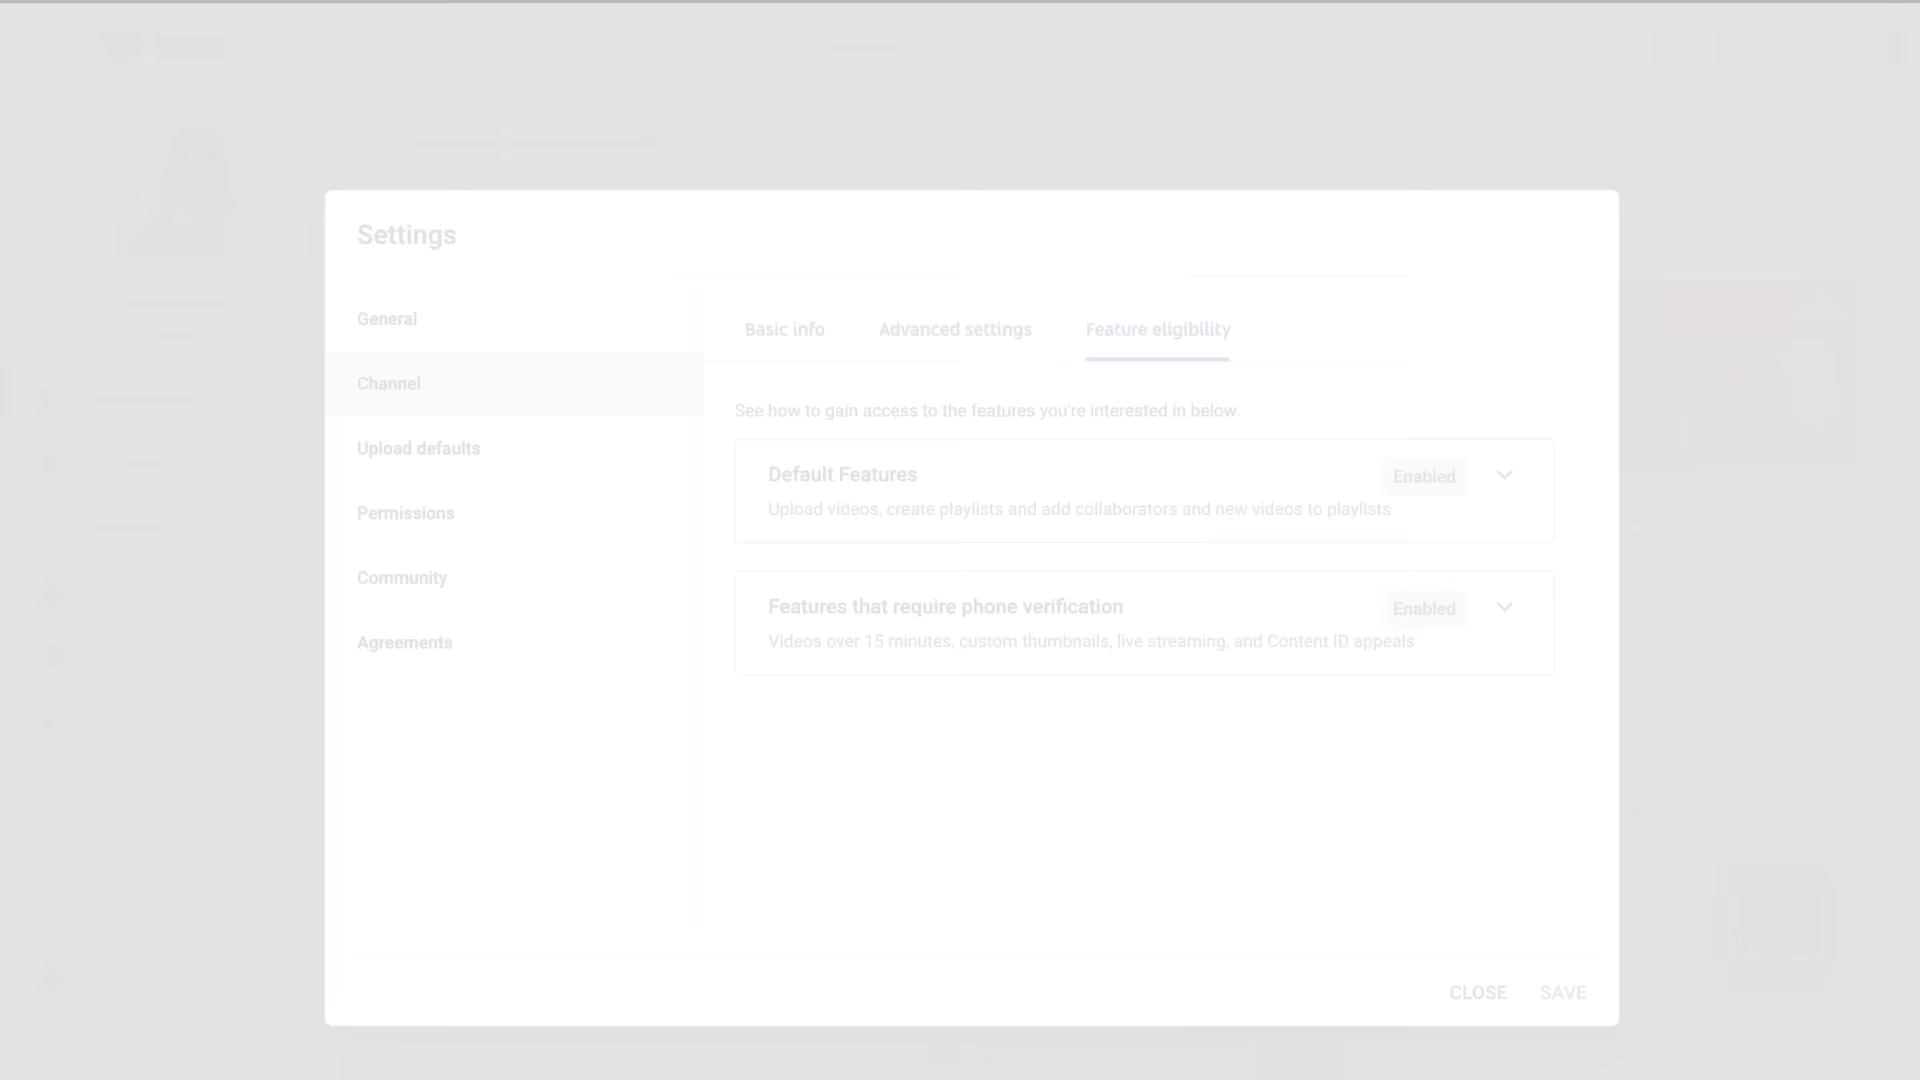 Settings
General
Channel
Upload defaults
Permissions
Community
Agreements
Basic info
Advanced settings
Feature eligibility
See how to gain access to the features you're interested in below.
Default Features
Enabled
Upload videos, create playlists and add collaborators and new videos to playlists
Features that require phone verification
Enabled
Videos over 15 minutes, custom thumbnails, live streaming, and Content ID appeals
CLOSE
SAVE